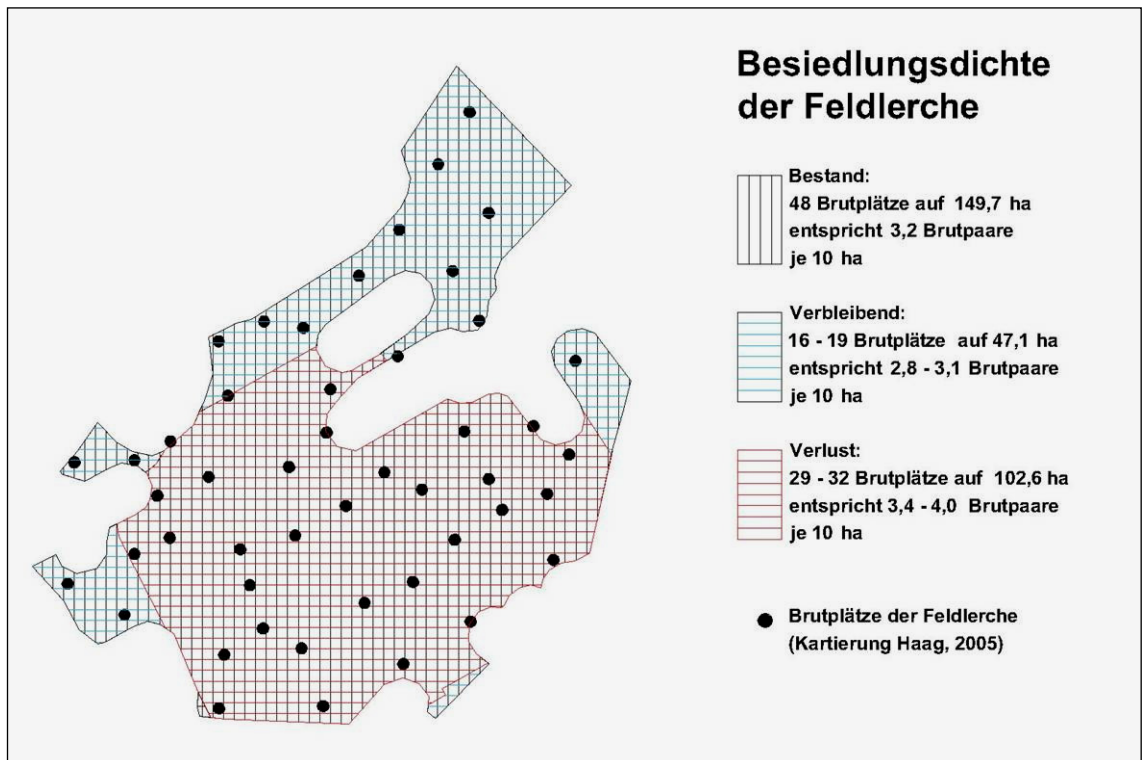 Besiedlungsdichte
der Feldlerche
Bestand:
48 Brutplätze auf 149,7 ha
entspricht 3,2 Brutpaare
je 10 ha
Verbleibend:
16 - 19 Brutplätze auf 47,1 ha
entspricht 2,8 - 3,1 Brutpaare
je 10 ha
Verlust:
29 - 32 Brutplätze auf 102,6 ha
entspricht 3,4 - 4,0 Brutpaare
je 10 ha
Brutplätze der Feldlerche
(Kartierung Haag, 2005)